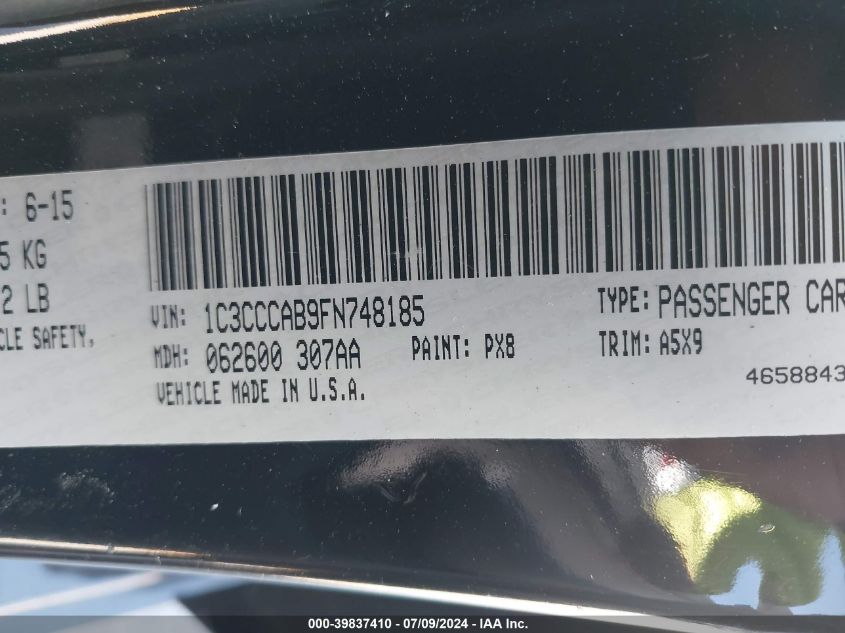 : 6-15
5 KG
2 LB
CLE SAFETY,
VIN: 1C3CCCAB9FN748185
TYPE: PASSENGER CAR
MDH: 062600 307AA
PAINT: PX8
TRIM: A5X9
VEHICLE MADE IN U.S.A.
4658843
000-39837410 - 07/09/2024 - IAA Inc.